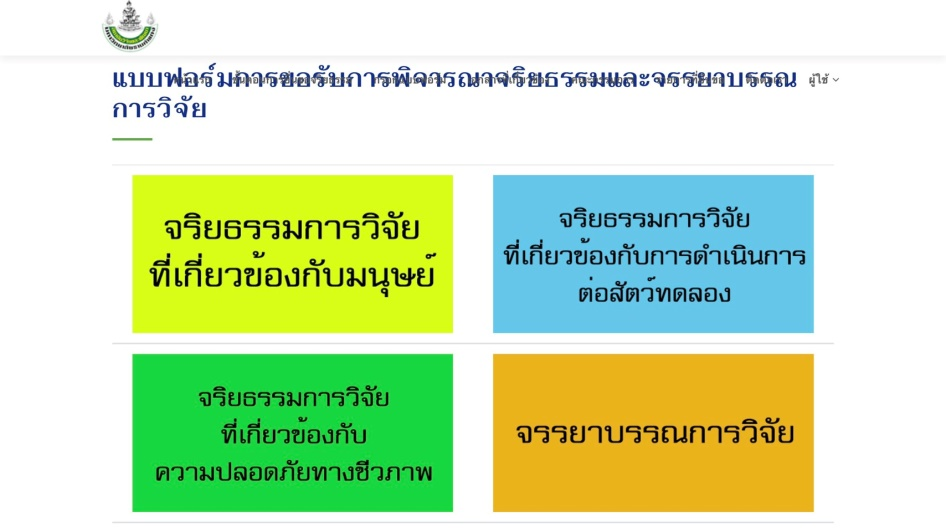 ผู้ใช้
แบบฟอร์มการขอรับการพิจารณาจริยธรรมและจรรยาบรรณ
การวิจัย
จริยธรรมการวิจัย
ที่เกี่ยวข้องกับมนุษย์
จริยธรรมการวิจัย
ที่เกี่ยวข้องกับการดำเนินการ
ต่อสัตว์ทดลอง
จริยธรรมการวิจัย
ที่เกี่ยวข้องกับ
ความปลอดภัยทางชีวภาพ
จรรยาบรรณการวิจัย